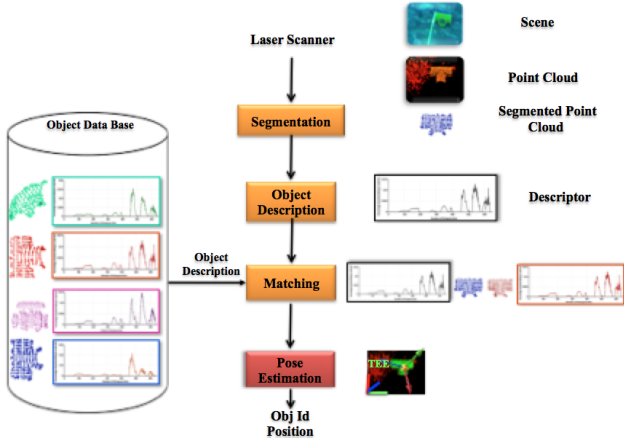 Laser Scanner
Scene
Point Cloud
Segmented Point
Cloud
Object Data Base
Segmentation
Object
Description
Descriptor
Object
Description
Matching
Pose
Estimation
TEE
Obj Id
Position